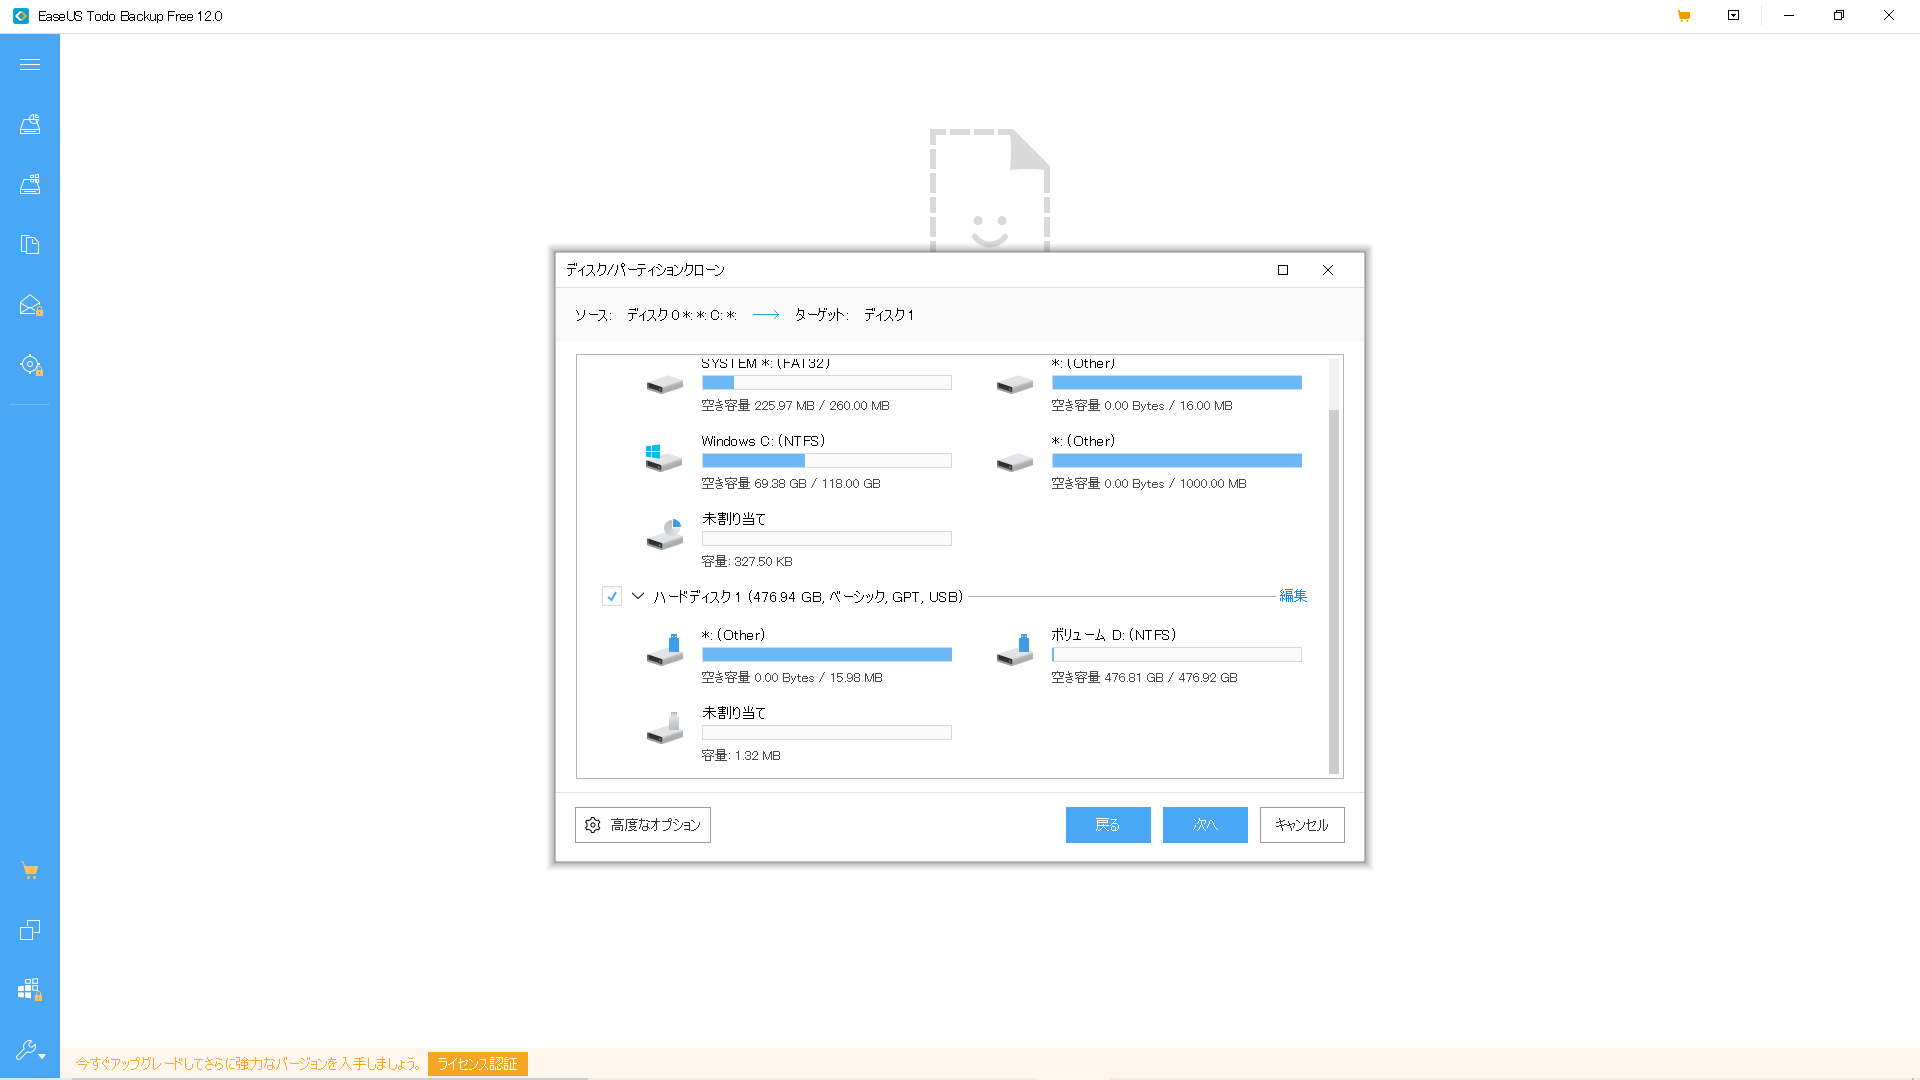 EaseUS Todo Backup Free 12.0
ディスク/パーティションクローン
ソース: ディスク 0 *: *: C: *: ターゲット: ディスク 1
SYSTEM *: (FAT32)
空き容量 225.97 MB / 260.00 MB
*: (Other)
空き容量 0.00 Bytes / 16.00 MB
Windows C: (NTFS)
空き容量 69.38 GB / 118.00 GB
*: (Other)
空き容量 0.00 Bytes / 1000.00 MB
未割り当て
容量: 327.50 KB
ハードディスク 1 (476.94 GB, ベーシック, GPT, USB)
編集
*: (Other)
空き容量 0.00 Bytes / 15.98 MB
ボリューム D: (NTFS)
空き容量 476.81 GB / 476.92 GB
未割り当て
容量: 1.32 MB
高度なオプション
戻る
次へ
キャンセル
今すぐアップグレードしてさらに強力なバージョンを入手しましょう。
ライセンス認証